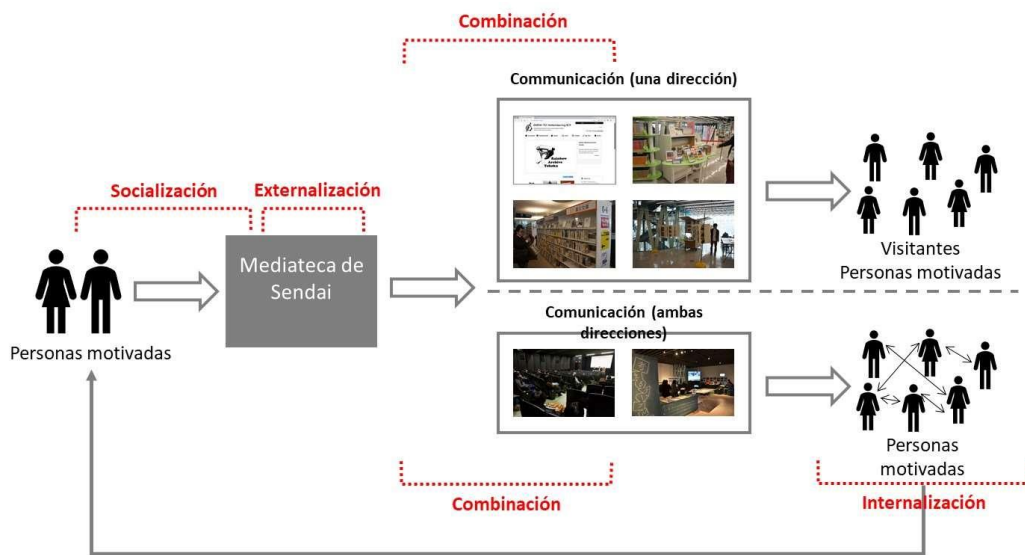 Combinación
Communicación (una dirección)
Socialización
Externalización
Mediateca de
Sendai
Visitantes
Personas motivadas
Comunicación (ambas
direcciones)
Personas motivadas
Personas
motivadas
Combinación
Internalización